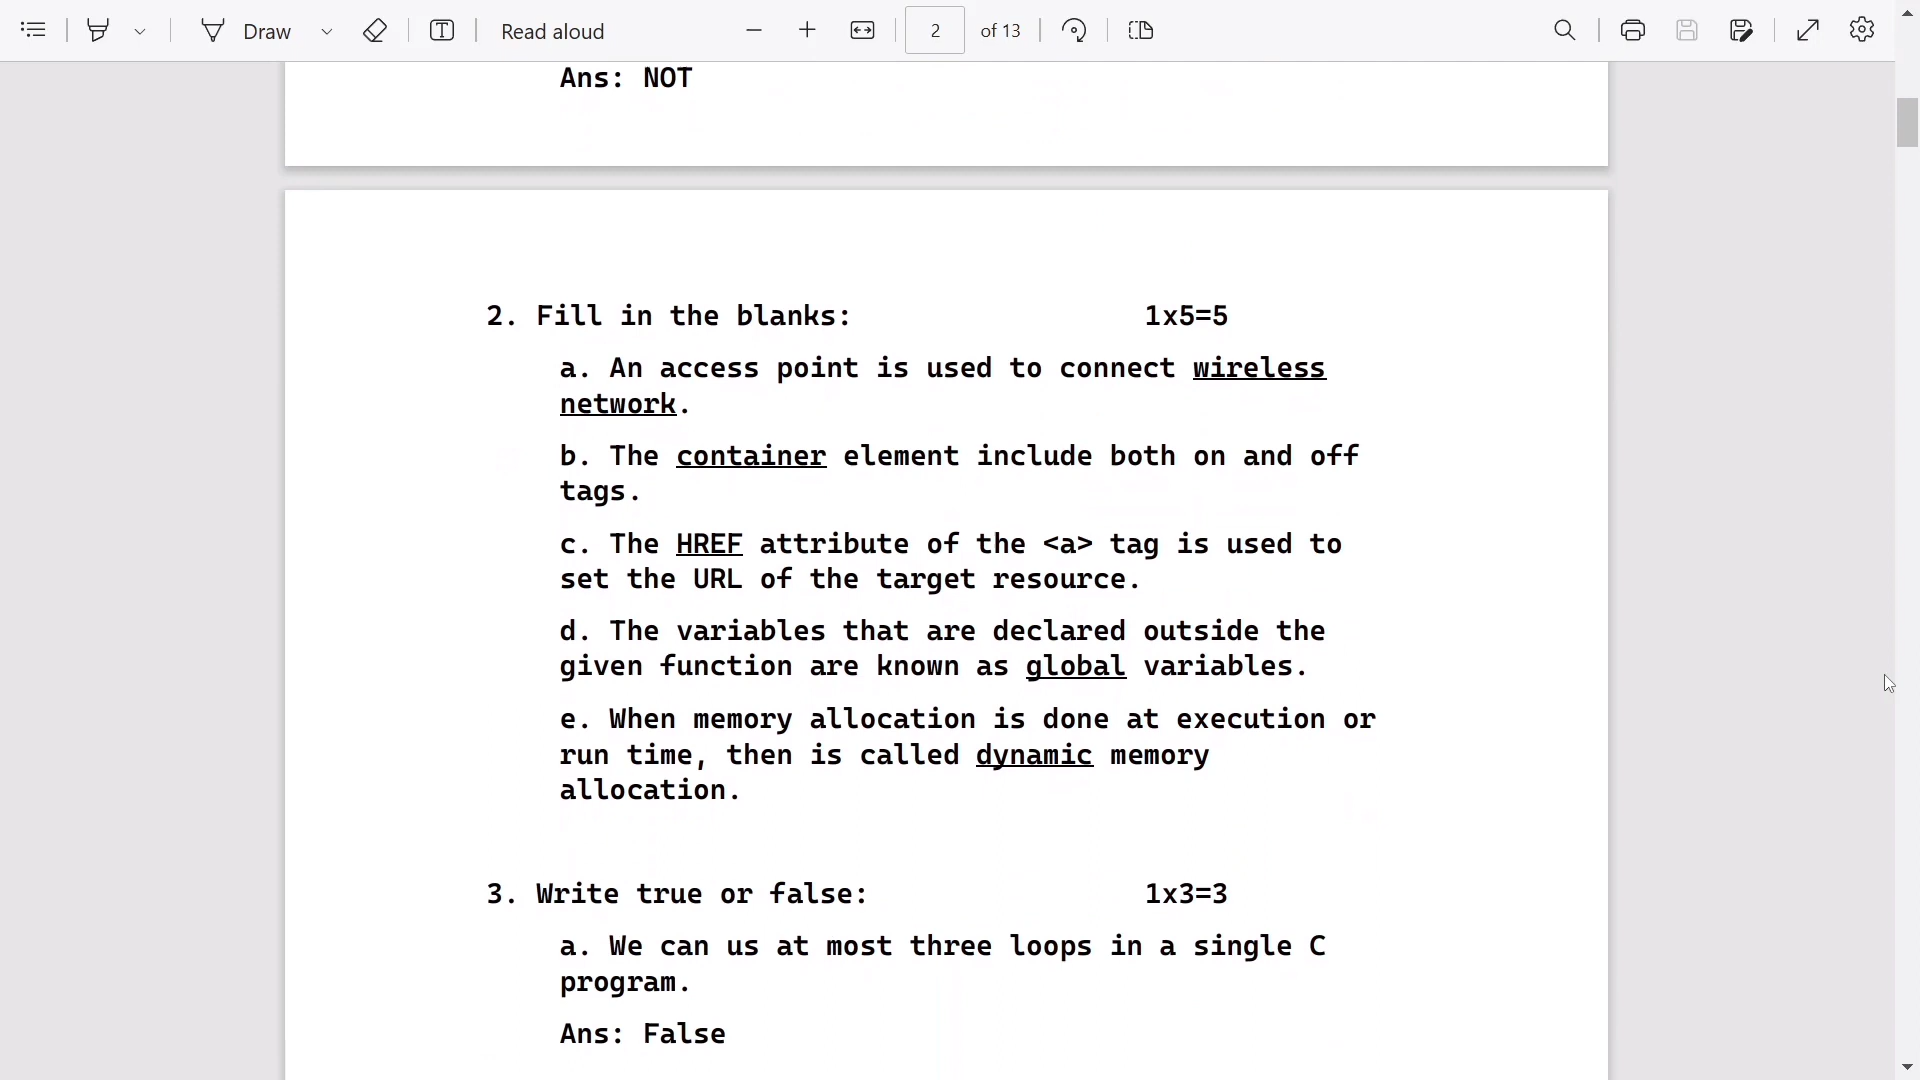 Draw
Read aloud
2
of 13
Ans: NOT
2. Fill in the blanks: 1x5=5
a. An access point is used to connect wireless
network.
b. The container element include both on and off
tags.
c. The HREF attribute of the <a> tag is used to
set the URL of the target resource.
d. The variables that are declared outside the
given function are known as global variables.
e. When memory allocation is done at execution or
run time, then is called dynamic memory
allocation.
3. Write true or false: 1x3=3
a. We can us at most three loops in a single C
program.
Ans: False